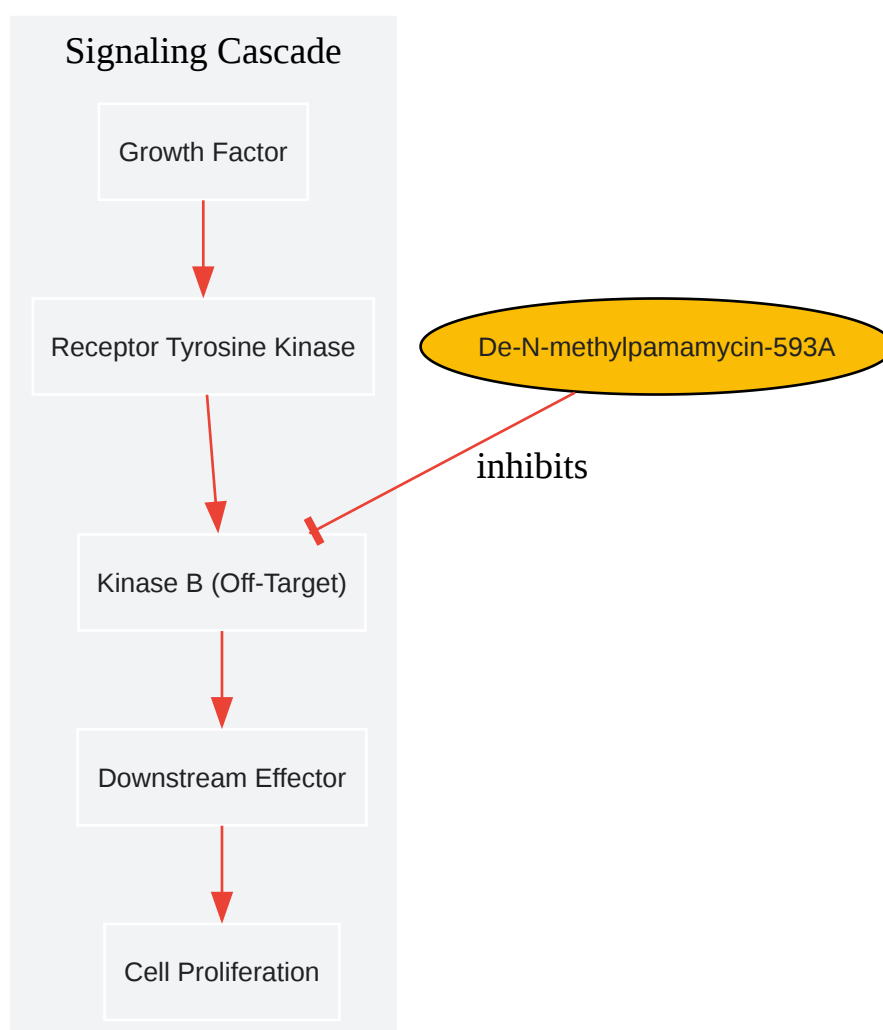 Signaling Cascade
Growth Factor
Receptor Tyrosine Kinase
De-N-methylpamamycin-593A
inhibits
Kinase B (Off-Target)
Downstream Effector
Cell Proliferation